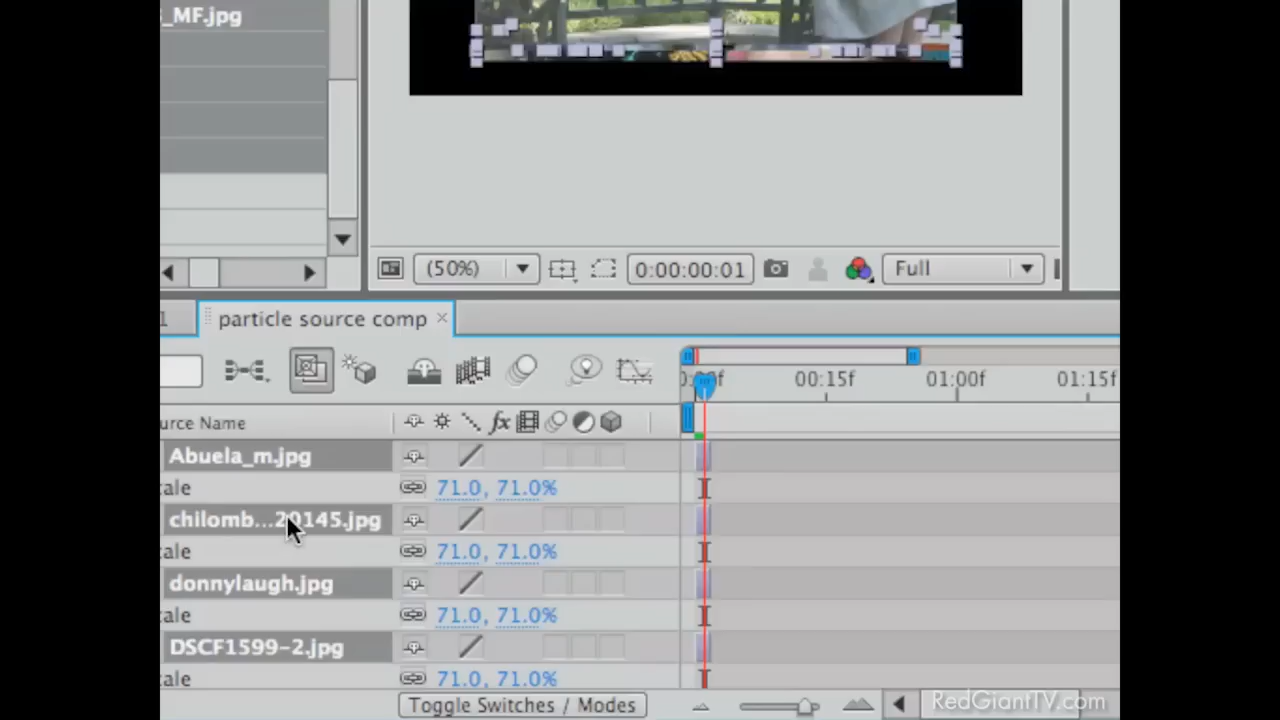 _MF.jpg
(50%)
0:00:00:01
Full
particle source comp
00:15f
01:00f
01:15f
urce Name
fx
Abuela_m.jpg
ale
71.0, 71.0%
chilomb...20145.jpg
ale
71.0, 71.0%
donnylaugh.jpg
ale
71.0, 71.0%
DSCF1599-2.jpg
ale
71.0, 71.0%
Toggle Switches / Modes
RedGiantTV.com